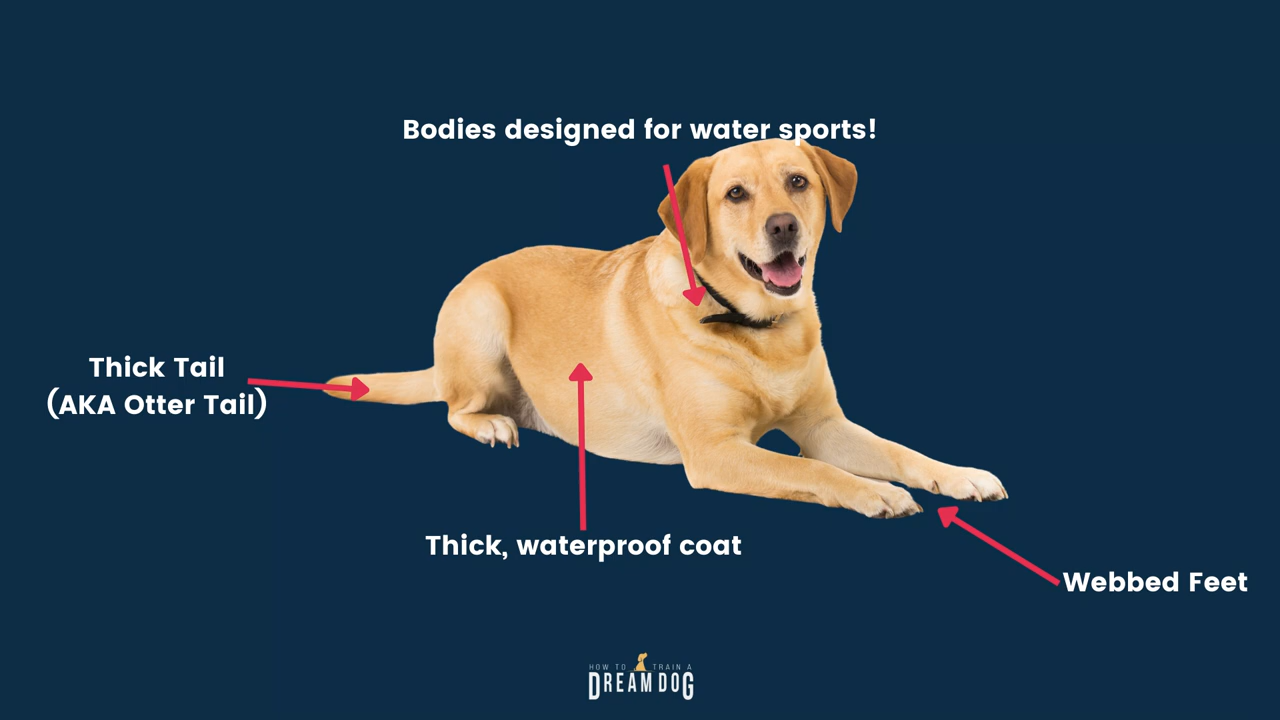 Bodies designed for water sports!
Thick Tail
(AKA Otter Tail)
Thick, waterproof coat
Webbed Feet
HOW TO TRAIN A
DREAM DOG